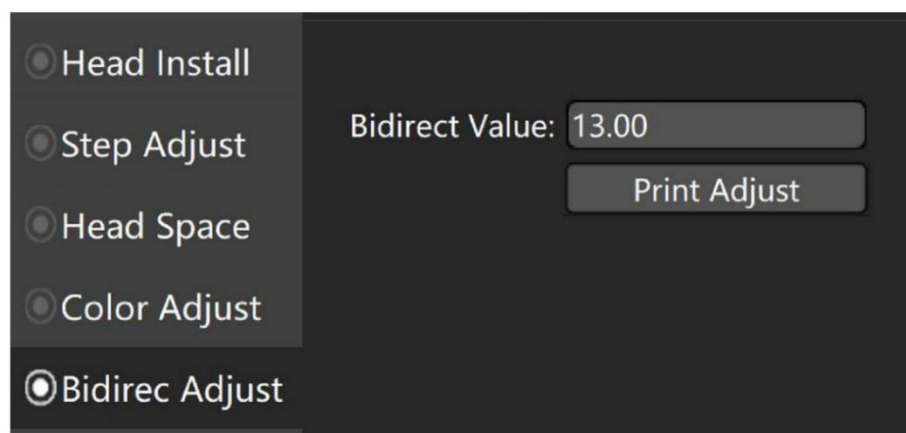 Head Install
Step Adjust
Head Space
Color Adjust
Bidirec Adjust
Bidirect Value: 13.00
Print Adjust